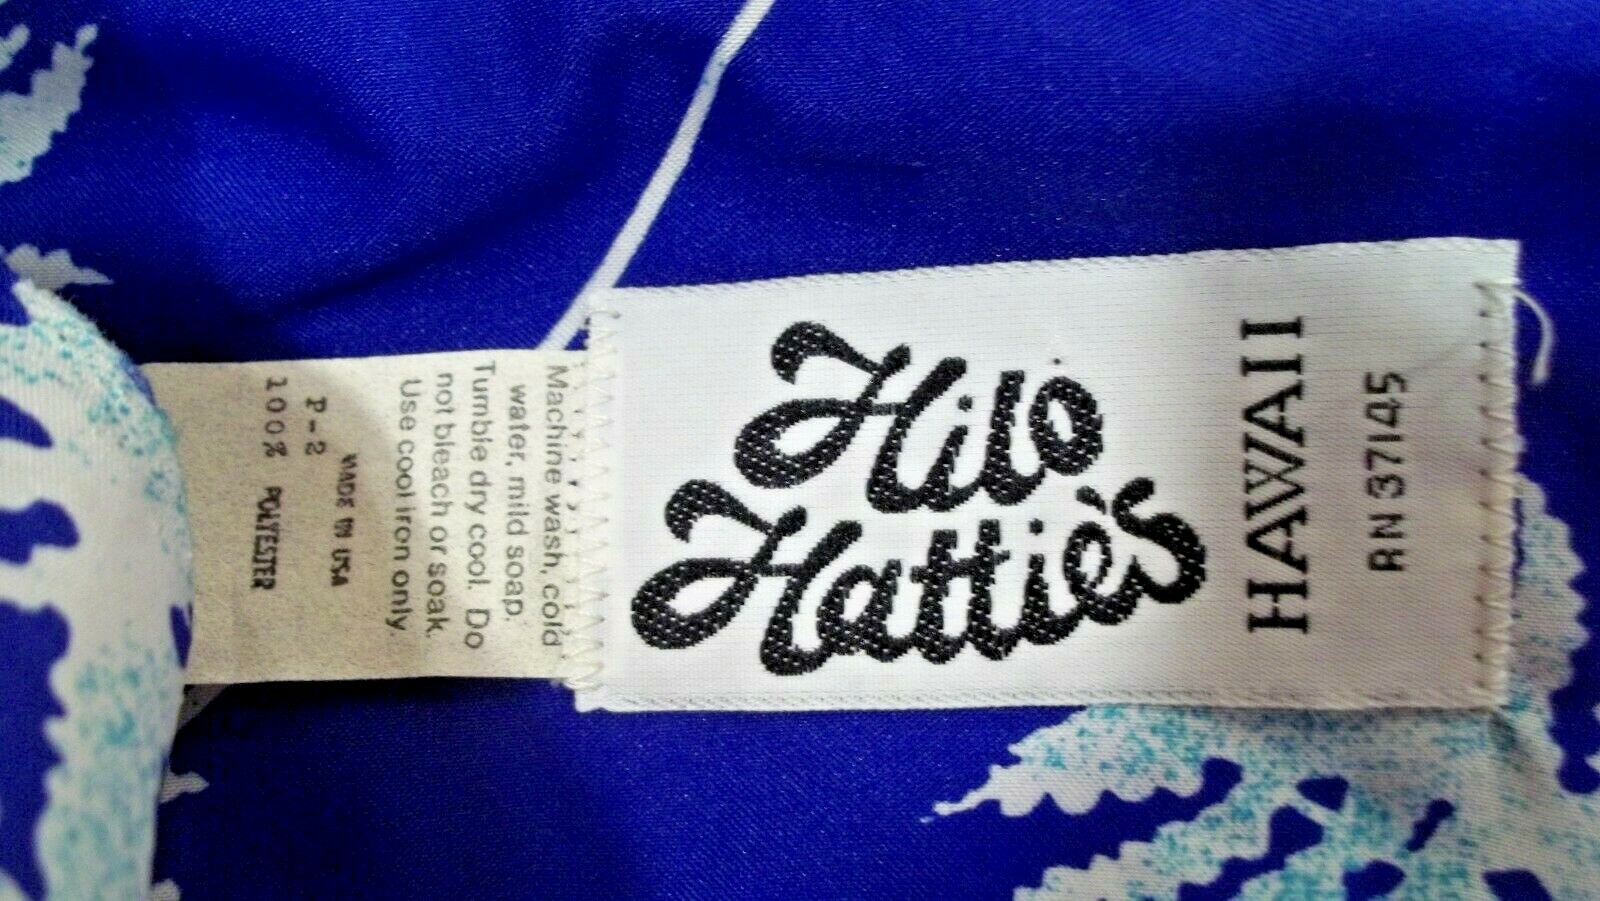 Hilo
Hattie's
HAWAII
RN 37145
Machine wash, cold
water, mild soap.
Tumble dry cool. Do
not bleach or soak.
Use cool iron only.
MADE IN USA
P-2
100% POLYESTER